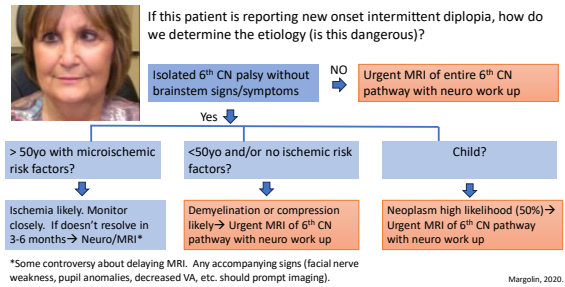 If this patient is reporting new onset intermittent diplopia, how do
we determine the etiology (is this dangerous)?
Isolated 6th CN palsy without
brainstem signs/symptoms
NO
Urgent MRI of entire 6th CN
pathway with neuro work up
Yes
> 50yo with microischemic
risk factors?
<50yo and/or no ischemic risk
factors?
Child?
Ischemia likely. Monitor
closely. If doesn't resolve in
3-6 months→ Neuro/MRI*
Demyelination or compression
likely→ Urgent MRI of 6th CN
pathway with neuro work up
Neoplasm high likelihood (50%)→
Urgent MRI of 6th CN pathway
with neuro work up
*Some controversy about delaying MRI. Any accompanying signs (facial nerve
weakness, pupil anomalies, decreased VA, etc. should prompt imaging).
Margolin, 2020.